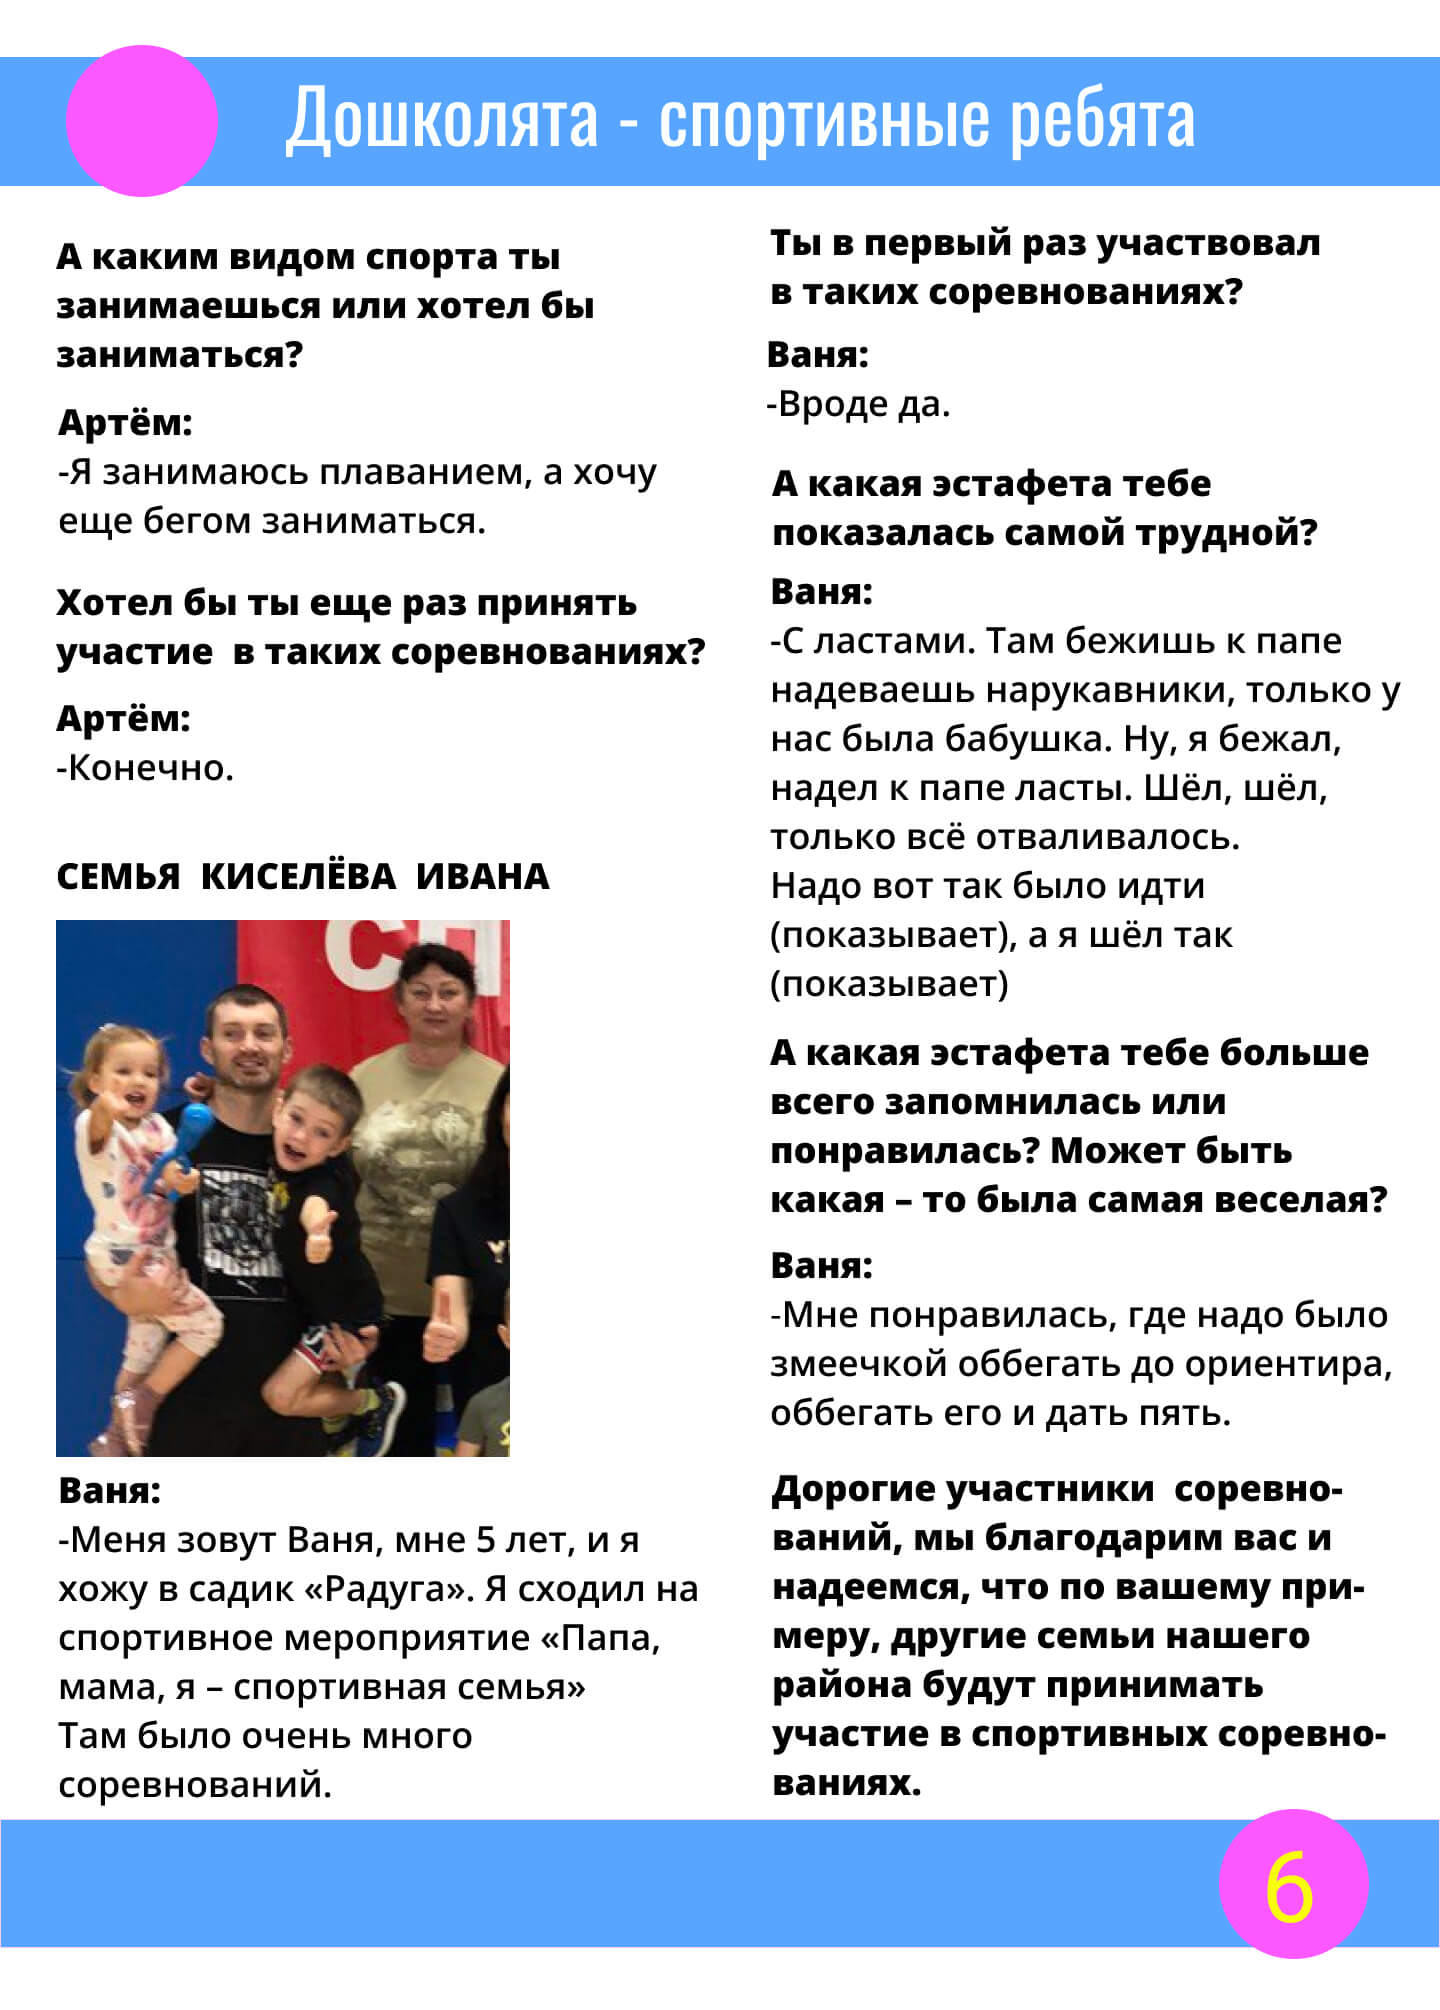 Дошколята - спортивные ребята
А каким видом спорта ты
занимаешься или хотел бы
заниматься?
Артём:
-Я занимаюсь плаванием, а хочу
еще бегом заниматься.
Хотел бы ты еще раз принять
участие  в таких соревнованиях?
Артём:
-Конечно.
СЕМЬЯ  КИСЕЛЁВА  ИВАНА
Ваня:
-Меня зовут Ваня, мне 5 лет, и я
хожу в садик «Радуга». Я сходил на
спортивное мероприятие «Папа,
мама, я – спортивная семья»
Там было очень много
соревнований.
Ты в первый раз участвовал
в таких соревнованиях?
Ваня:
-Вроде да.
А какая эстафета тебе
показалась самой трудной?
Ваня:
-С ластами. Там бежишь к папе
надеваешь нарукавники, только у
нас была бабушка. Ну, я бежал,
надел к папе ласты. Шёл, шёл,
только всё отваливалось.
Надо вот так было идти
(показывает), а я шёл так
(показывает)
А какая эстафета тебе больше
всего запомнилась или
понравилась? Может быть
какая – то была самая веселая?
Ваня:
-Мне понравилась, где надо было
змеечкой оббегать до ориентира,
оббегать его и дать пять.
Дорогие участники  соревно-
ваний, мы благодарим вас и
надеемся, что по вашему при-
меру, другие семьи нашего
района будут принимать
участие в спортивных соревно-
ваниях.
6